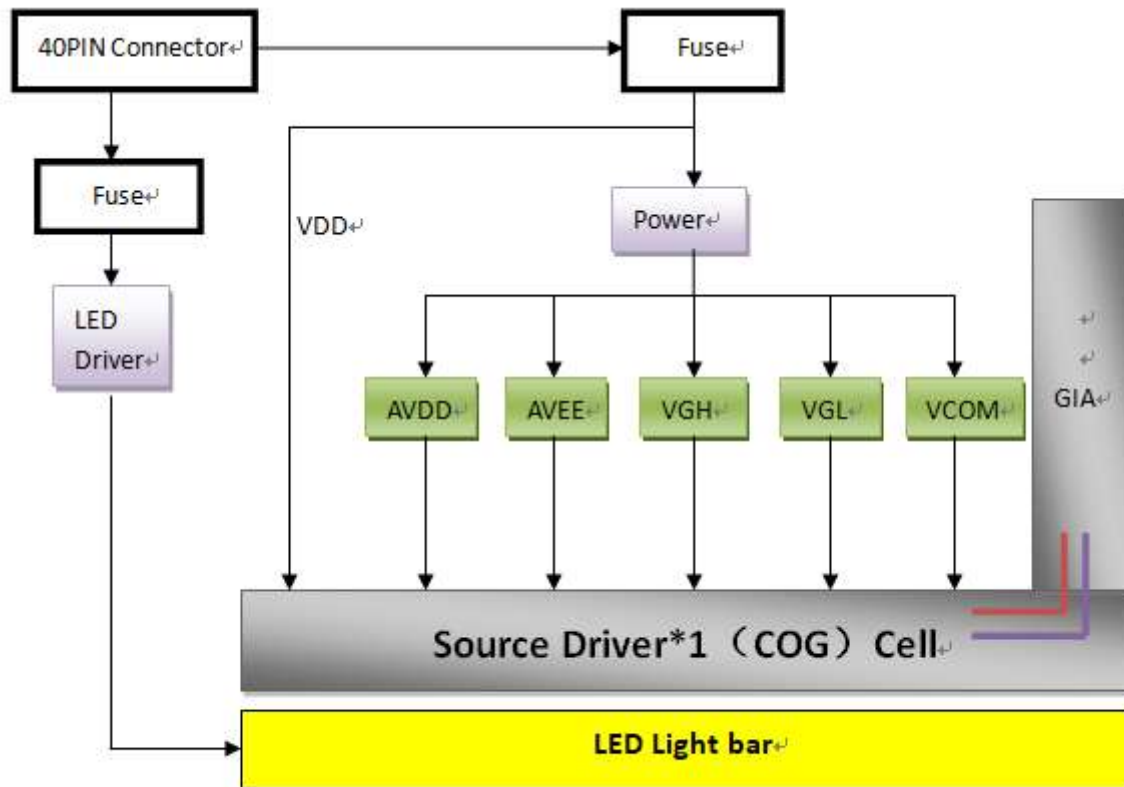 40PIN Connector↵
Fuse↵
Fuse↵
VDD↵
Power↵
LED
Driver↵
AVDD↵
AVEE↵
VGH↵
VGL↵
VCOM↵
↵
↵
GIA↵
Source Driver*1（COG）Cell↵
LED Light bar↵